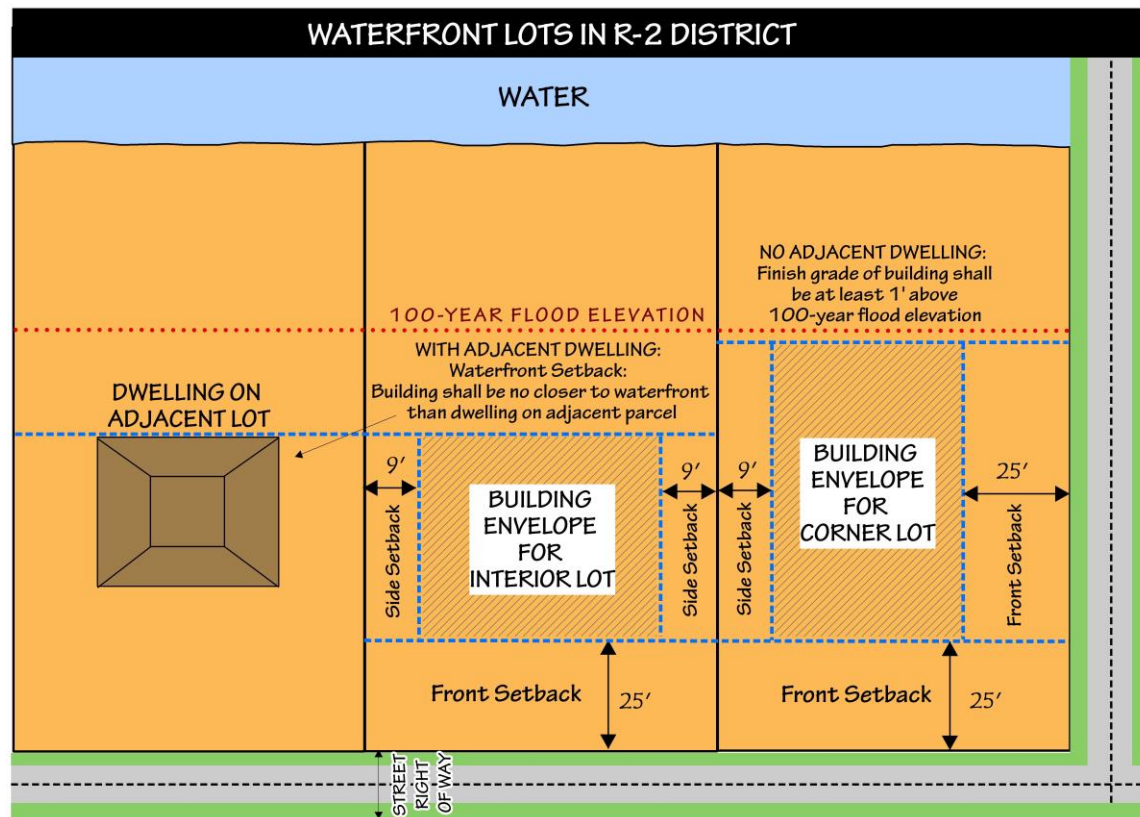 WATERFRONT LOTS IN R-2 DISTRICT
WATER
NO ADJACENT DWELLING:
Finish grade of building shall
be at least 1' above
100-year flood elevation
100-YEAR FLOOD ELEVATION
WITH ADJACENT DWELLING:
Waterfront Setback:
Building shall be no closer to waterfront
than dwelling on adjacent parcel
DWELLING ON
ADJACENT LOT
9'
Side Setback
BUILDING
ENVELOPE
FOR
INTERIOR LOT
9'
Side Setback
9'
Side Setback
BUILDING
ENVELOPE
FOR
CORNER LOT
25'
Front Setback
Front Setback
25'
Front Setback
25'
STREET
RIGHT
OF WAY